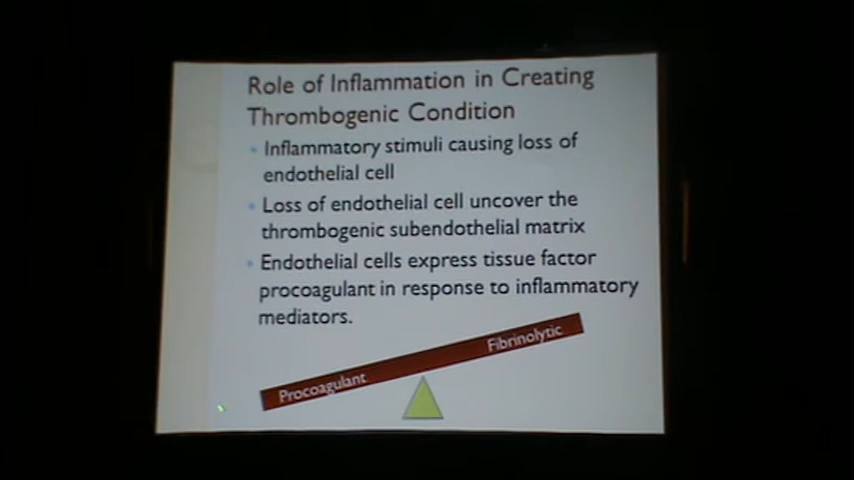 Role of Inflammation in Creating
Thrombogenic Condition
Inflammatory stimuli causing loss of
endothelial cell
Loss of endothelial cell uncover the
thrombogenic subendothelial matrix
Endothelial cells express tissue factor
procoagulant in response to inflammatory
mediators.
Fibrinolytic
Procoagulant